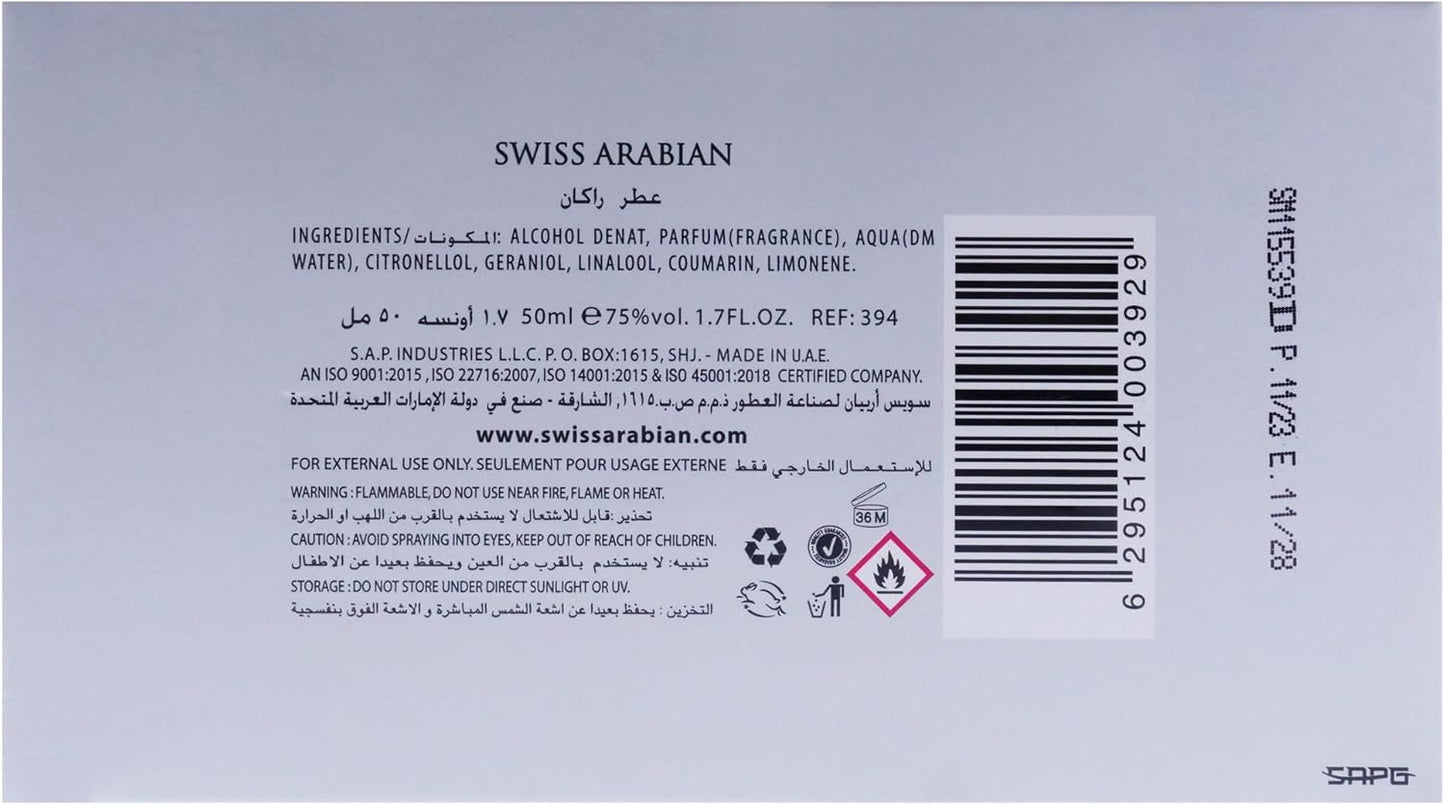 SWISS ARABIAN
عطر راكان
INGREDIENTS/المكونات: ALCOHOL DENAT, PARFUM(FRAGRANCE), AQUA(DM
WATER), CITRONELLOL, GERANIOL, LINALOOL, COUMARIN, LIMONENE.
١.٧ أونسه ٥٠ مل 50ml ℮75%vol. 1.7FL.OZ. REF: 394
S.A.P. INDUSTRIES L.L.C. P. O. BOX:1615, SHJ. - MADE IN U.A.E.
AN ISO 9001:2015 , ISO 22716:2007, ISO 14001:2015 & ISO 45001:2018 CERTIFIED COMPANY.
سويس أربيان لصناعة العطور ذ.م.م ص.ب.١٦١٥, الشارقة - صنع في دولة الإمارات العربية المتحدة
www.swissarabian.com
FOR EXTERNAL USE ONLY. SEULEMENT POUR USAGE EXTERNE للإستعمال الخارجي فقط
WARNING : FLAMMABLE, DO NOT USE NEAR FIRE, FLAME OR HEAT.
تحذير :قابل للاشتعال لا يستخدم بالقرب من اللهب او الحرارة
CAUTION : AVOID SPRAYING INTO EYES, KEEP OUT OF REACH OF CHILDREN.
تنبيه: لا يستخدم بالقرب من العين ويحفظ بعيدا عن الاطفال
STORAGE : DO NOT STORE UNDER DIRECT SUNLIGHT OR UV.
التخزين : يحفظ بعيدا عن اشعة الشمس المباشرة و الاشعة الفوق بنفسجية
36 M
6 295124 003929
SM115539D P. 11/23 E. 11/28
SAPG